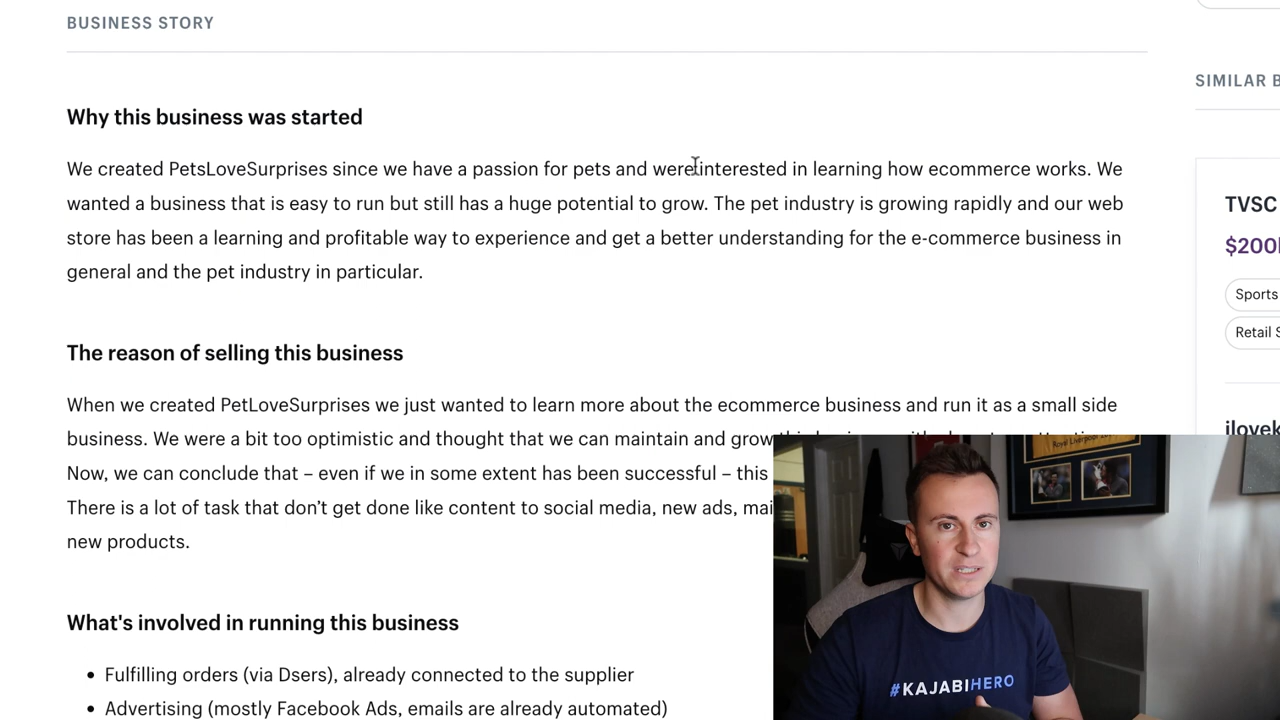 BUSINESS STORY
SIMILAR B
Why this business was started
We created PetsLoveSurprises since we have a passion for pets and were interested in learning how ecommerce works. We
wanted a business that is easy to run but still has a huge potential to grow. The pet industry is growing rapidly and our web
store has been a learning and profitable way to experience and get a better understanding for the e-commerce business in
general and the pet industry in particular.
TVSC
$200
Sports
Retail S
The reason of selling this business
When we created PetLoveSurprises we just wanted to learn more about the ecommerce business and run it as a small side
business. We were a bit too optimistic and thought that we can maintain and grow
Now, we can conclude that – even if we in some extent has been successful – this
There is a lot of task that don't get done like content to social media, new ads, mai
new products.
ilovek
Royal Liverpool
What's involved in running this business
• Fulfilling orders (via Dsers), already connected to the supplier
• Advertising (mostly Facebook Ads, emails are already automated)
#KAJABIHERO